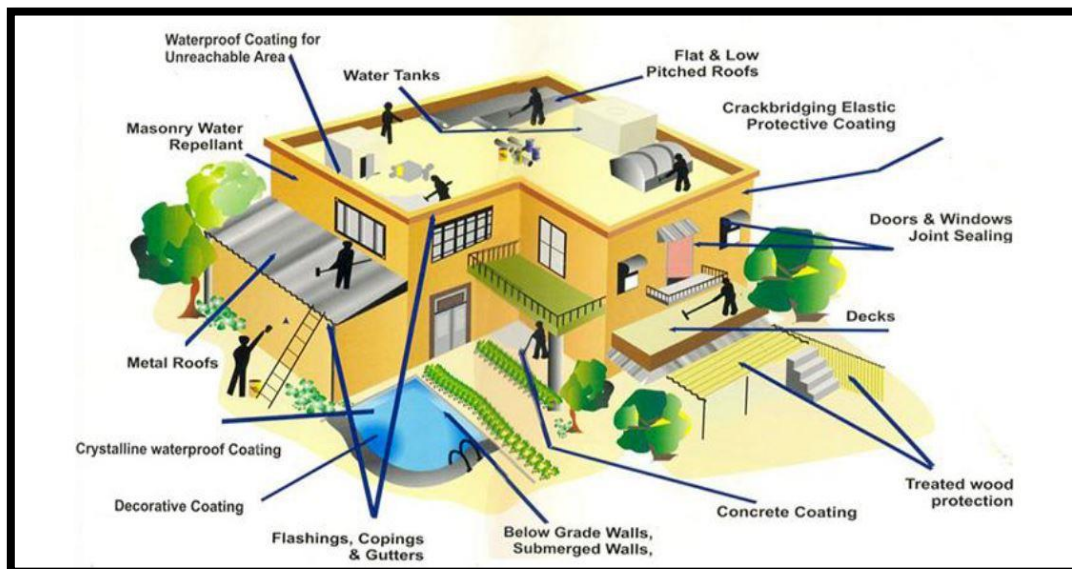 Waterproof Coating for
Unreachable Area
Water Tanks
Flat & Low
Pitched Roofs
Masonry Water
Repellant
Crackbridging Elastic
Protective Coating
Doors & Windows
Joint Sealing
Decks
Metal Roofs
Crystalline waterproof Coating
Decorative Coating
Flashings, Copings
& Gutters
Below Grade Walls,
Submerged Walls,
Concrete Coating
Treated wood
protection